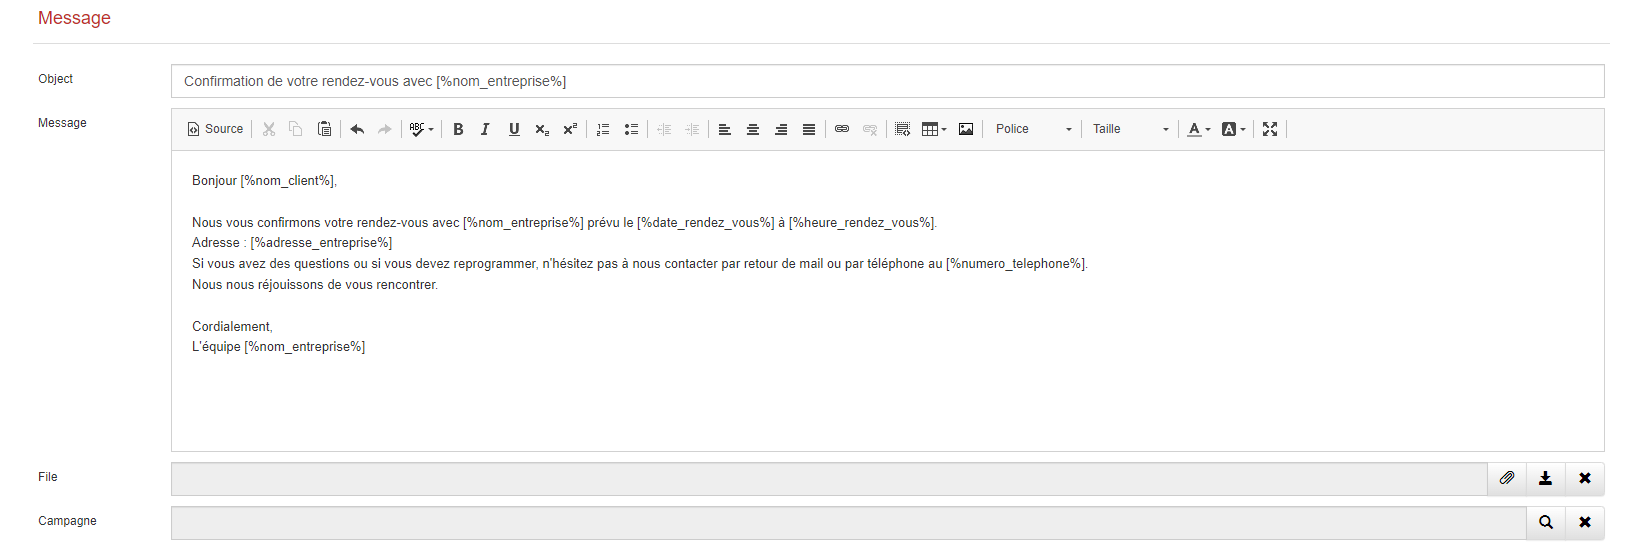 Message
Object
Confirmation de votre rendez-vous avec [%nom_entreprise%]
Message
Source
ABC
B I U x₂ x²
Police
Taille
A
A
Bonjour [%nom_client%],
Nous vous confirmons votre rendez-vous avec [%nom_entreprise%] prévu le [%date_rendez_vous%] à [%heure_rendez_vous%].
Adresse : [%adresse_entreprise%]
Si vous avez des questions ou si vous devez reprogrammer, n'hésitez pas à nous contacter par retour de mail ou par téléphone au [%numero_telephone%].
Nous nous réjouissons de vous rencontrer.
Cordialement,
L'équipe [%nom_entreprise%]
File
Campagne